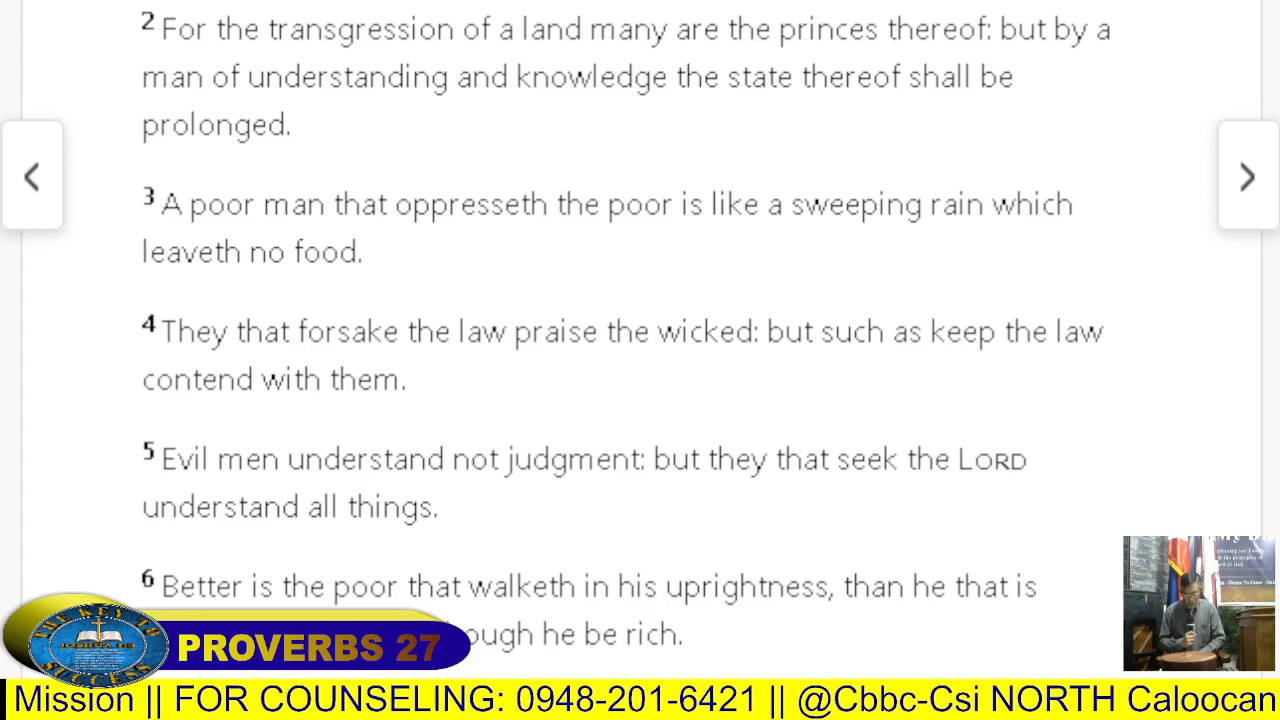 2 For the transgression of a land many are the princes thereof: but by a
man of understanding and knowledge the state thereof shall be
prolonged.
3 A poor man that oppresseth the poor is like a sweeping rain which
leaveth no food.
4 They that forsake the law praise the wicked: but such as keep the law
contend with them.
5 Evil men understand not judgment: but they that seek the LORD
understand all things.
6 Better is the poor that walketh in his uprightness, than he that is
ough he be rich.
THE KEY TO
JOSHUA 1:8
SUCCESS
PROVERBS 27
Mission || FOR COUNSELING: 0948-201-6421 || @Cbbc-Csi NORTH Caloocan